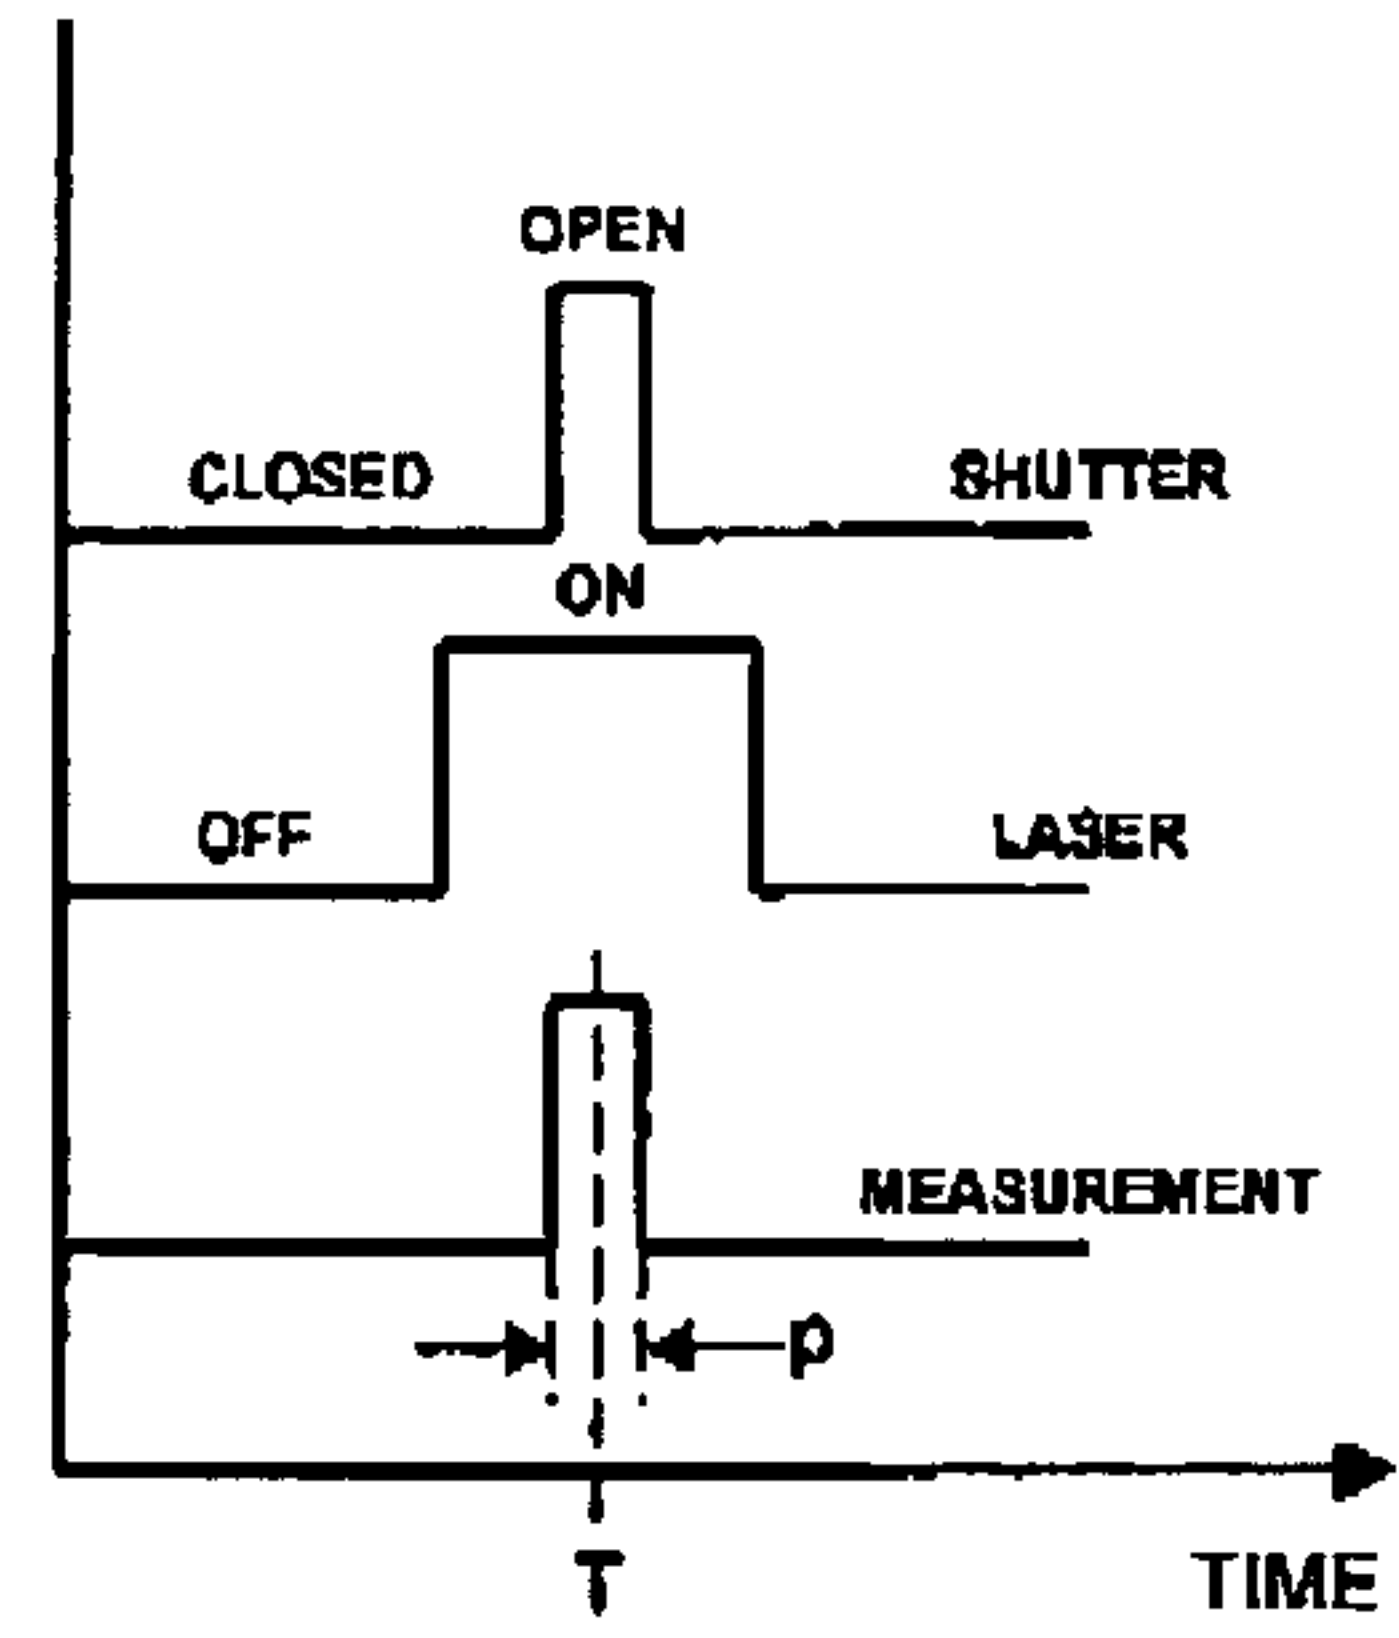 OPEN
CLOSED
SHUTTER
ON
OFF
LASER
MEASUREMENT
p
T
TIME